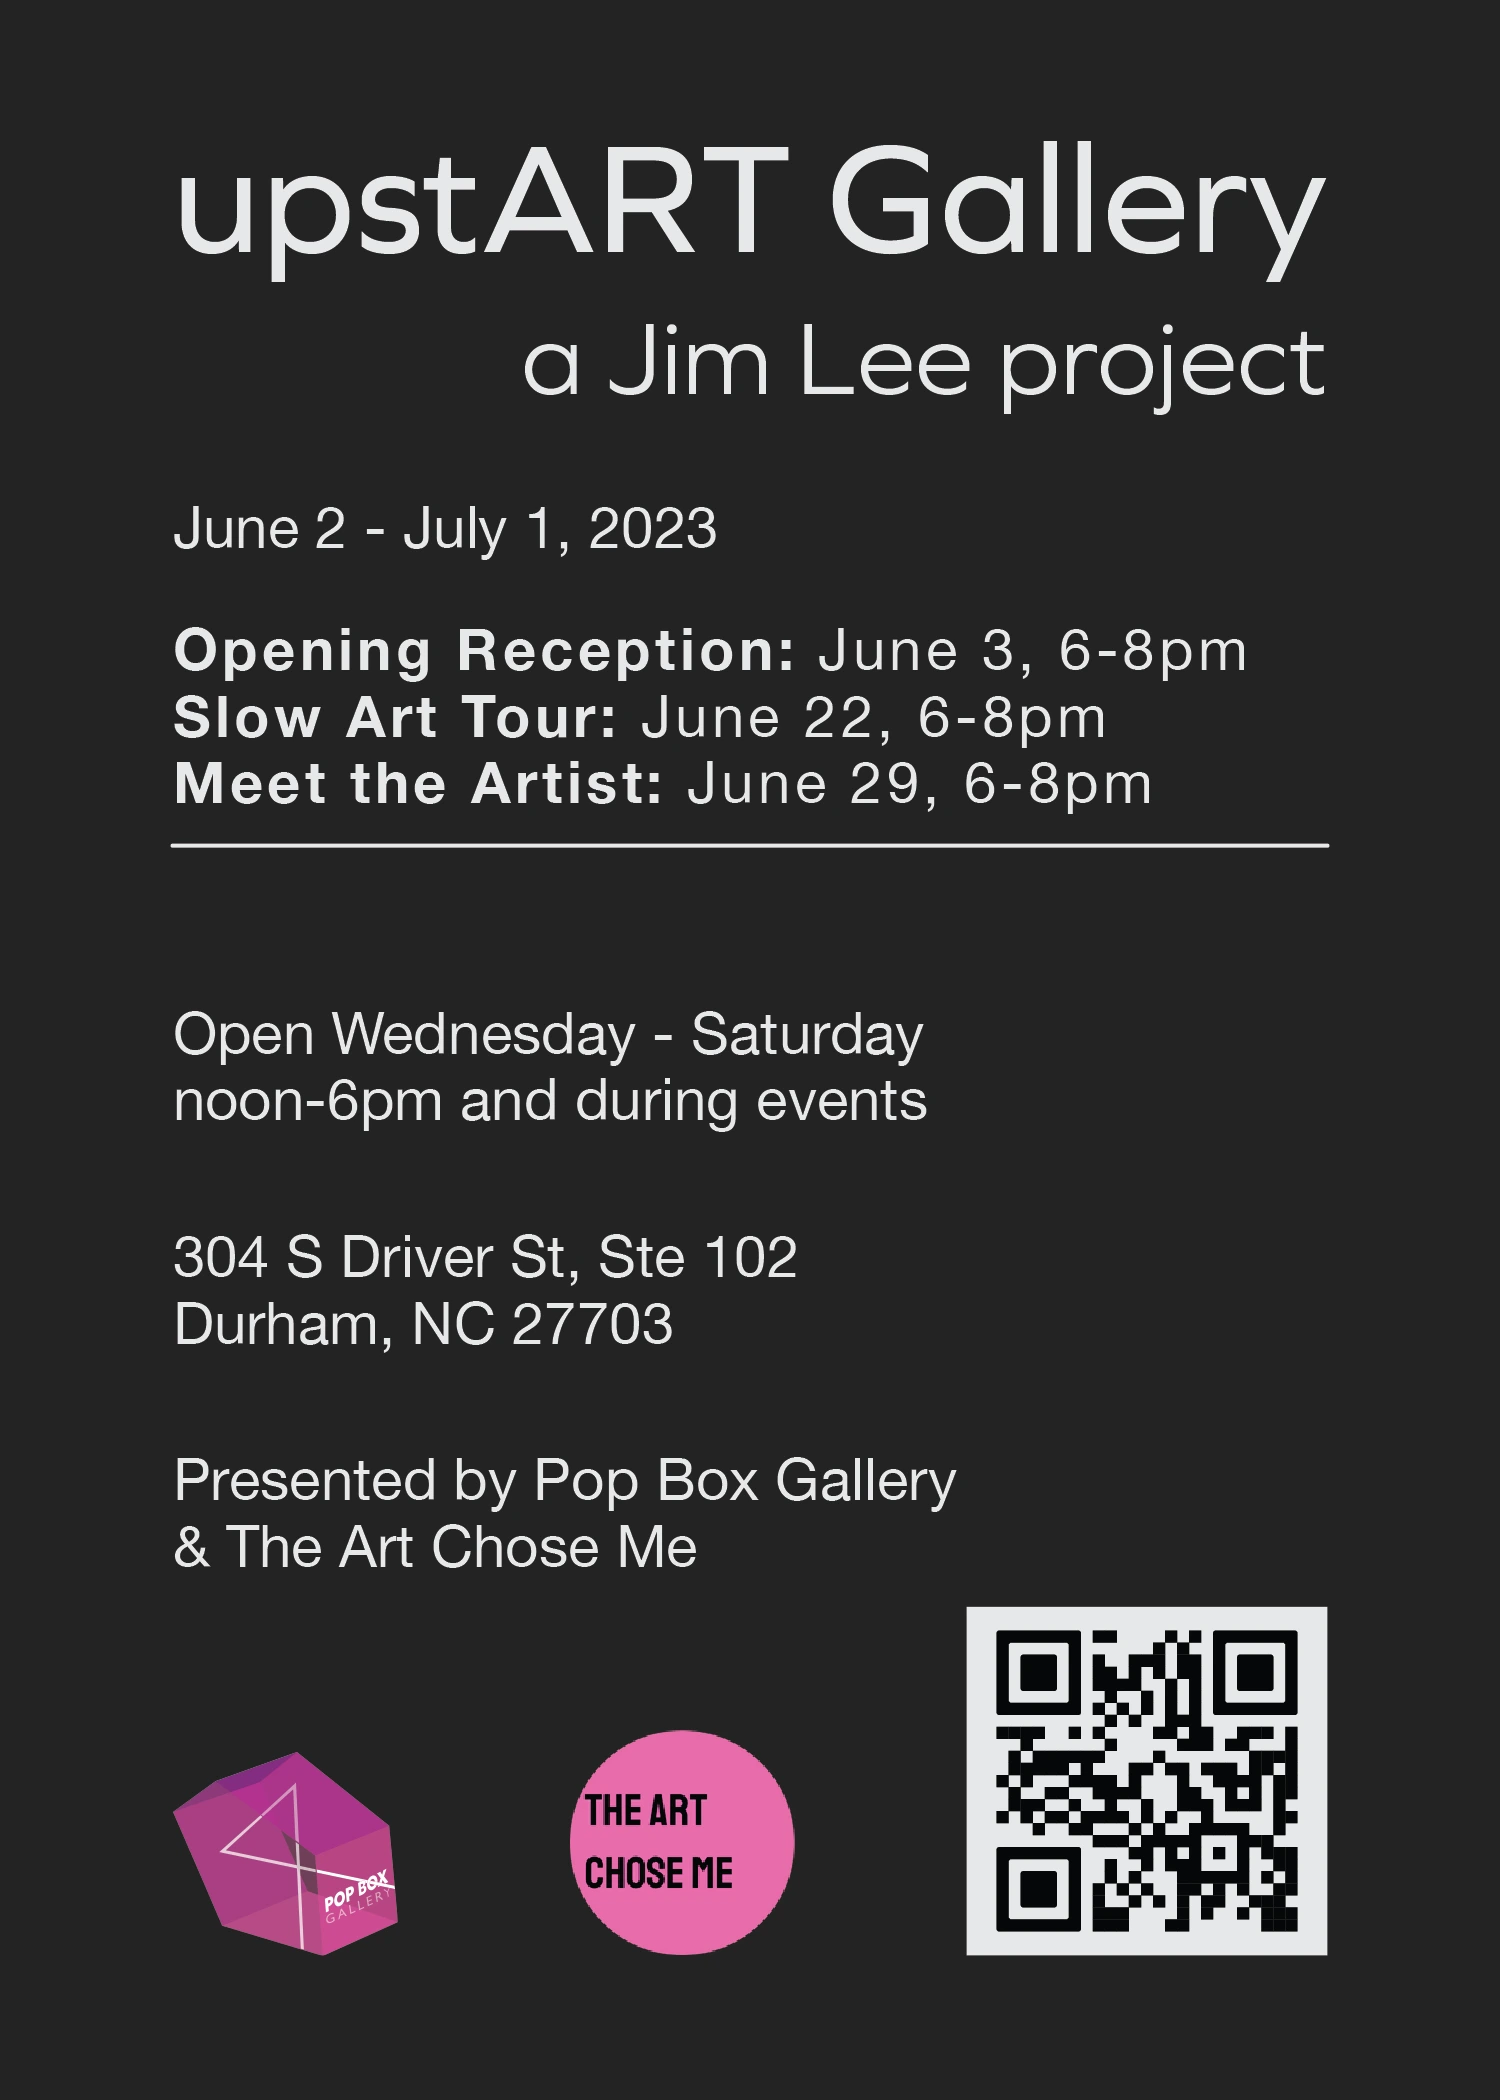 upstART Gallery
a Jim Lee project
June 2 - July 1, 2023
Opening Reception: June 3, 6-8pm
Slow Art Tour: June 22, 6-8pm
Meet the Artist: June 29, 6-8pm
Open Wednesday - Saturday
noon-6pm and during events
304 S Driver St, Ste 102
Durham, NC 27703
Presented by Pop Box Gallery
& The Art Chose Me
POP BOX
GALLERY
THE ART
CHOSE ME